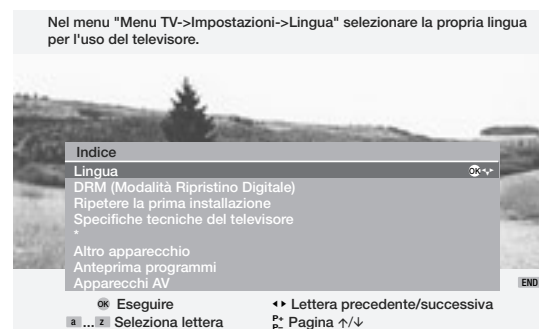 Nel menu "Menu TV->Impostazioni->Lingua" selezionare la propria lingua
per l'uso del televisore.
Indice
Lingua OK
DRM (Modalità Ripristino Digitale)
Ripetere la prima installazione
Specifiche tecniche del televisore
*
Altro apparecchio
Anteprima programmi
Apparecchi AV
END
OK Eseguire
Lettera precedente/successiva
a ... z Seleziona lettera
P+ P- Pagina ↑/↓